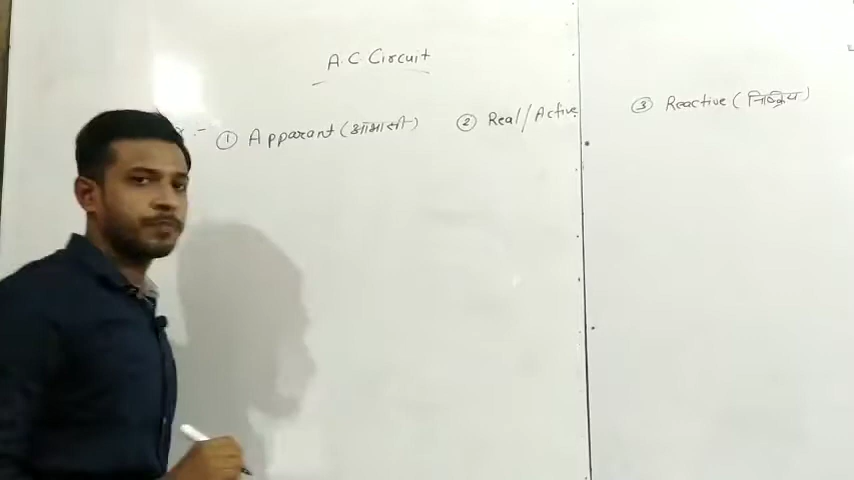 A.C. Circuit
① Apparant (आभासी) ② Real/Active ③ Reactive (निष्क्रिय)